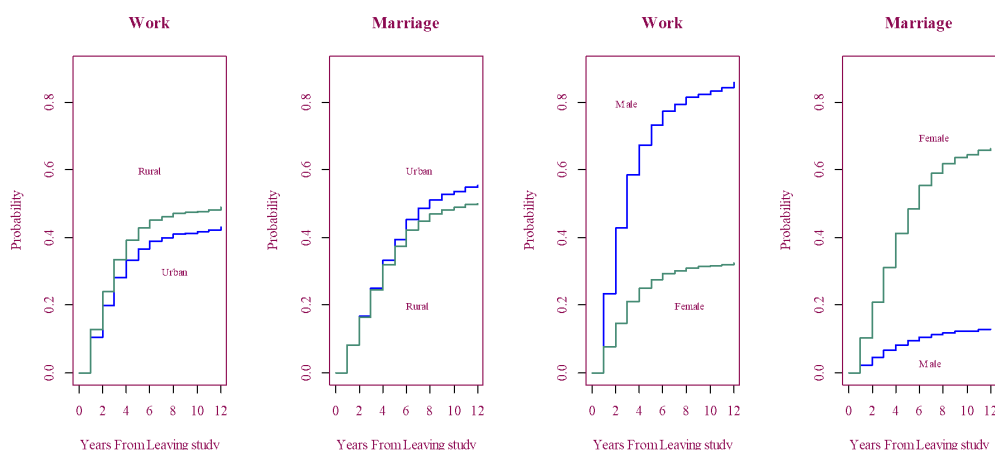 Work
Probability
0.0 0.2 0.4 0.6 0.8
Rural
Urban
0 2 4 6 8 10 12
Years From Leaving study
Marriage
Probability
0.0 0.2 0.4 0.6 0.8
Urban
Rural
0 2 4 6 8 10 12
Years From Leaving study
Work
Probability
0.0 0.2 0.4 0.6 0.8
Male
Female
0 2 4 6 8 10 12
Years From Leaving study
Marriage
Probability
0.0 0.2 0.4 0.6 0.8
Female
Male
0 2 4 6 8 10 12
Years From Leaving study